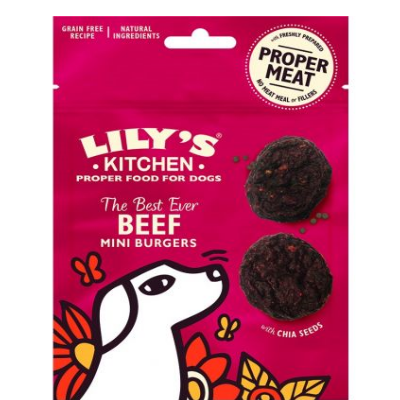 GRAIN FREE
RECIPE
NATURAL
INGREDIENTS
with FRESHLY PREPARED
PROPER
MEAT
NO MEAT MEAL or FILLERS
LILY'S
• KITCHEN •
PROPER FOOD FOR DOGS
The Best Ever
BEEF
MINI BURGERS
with CHIA SEEDS